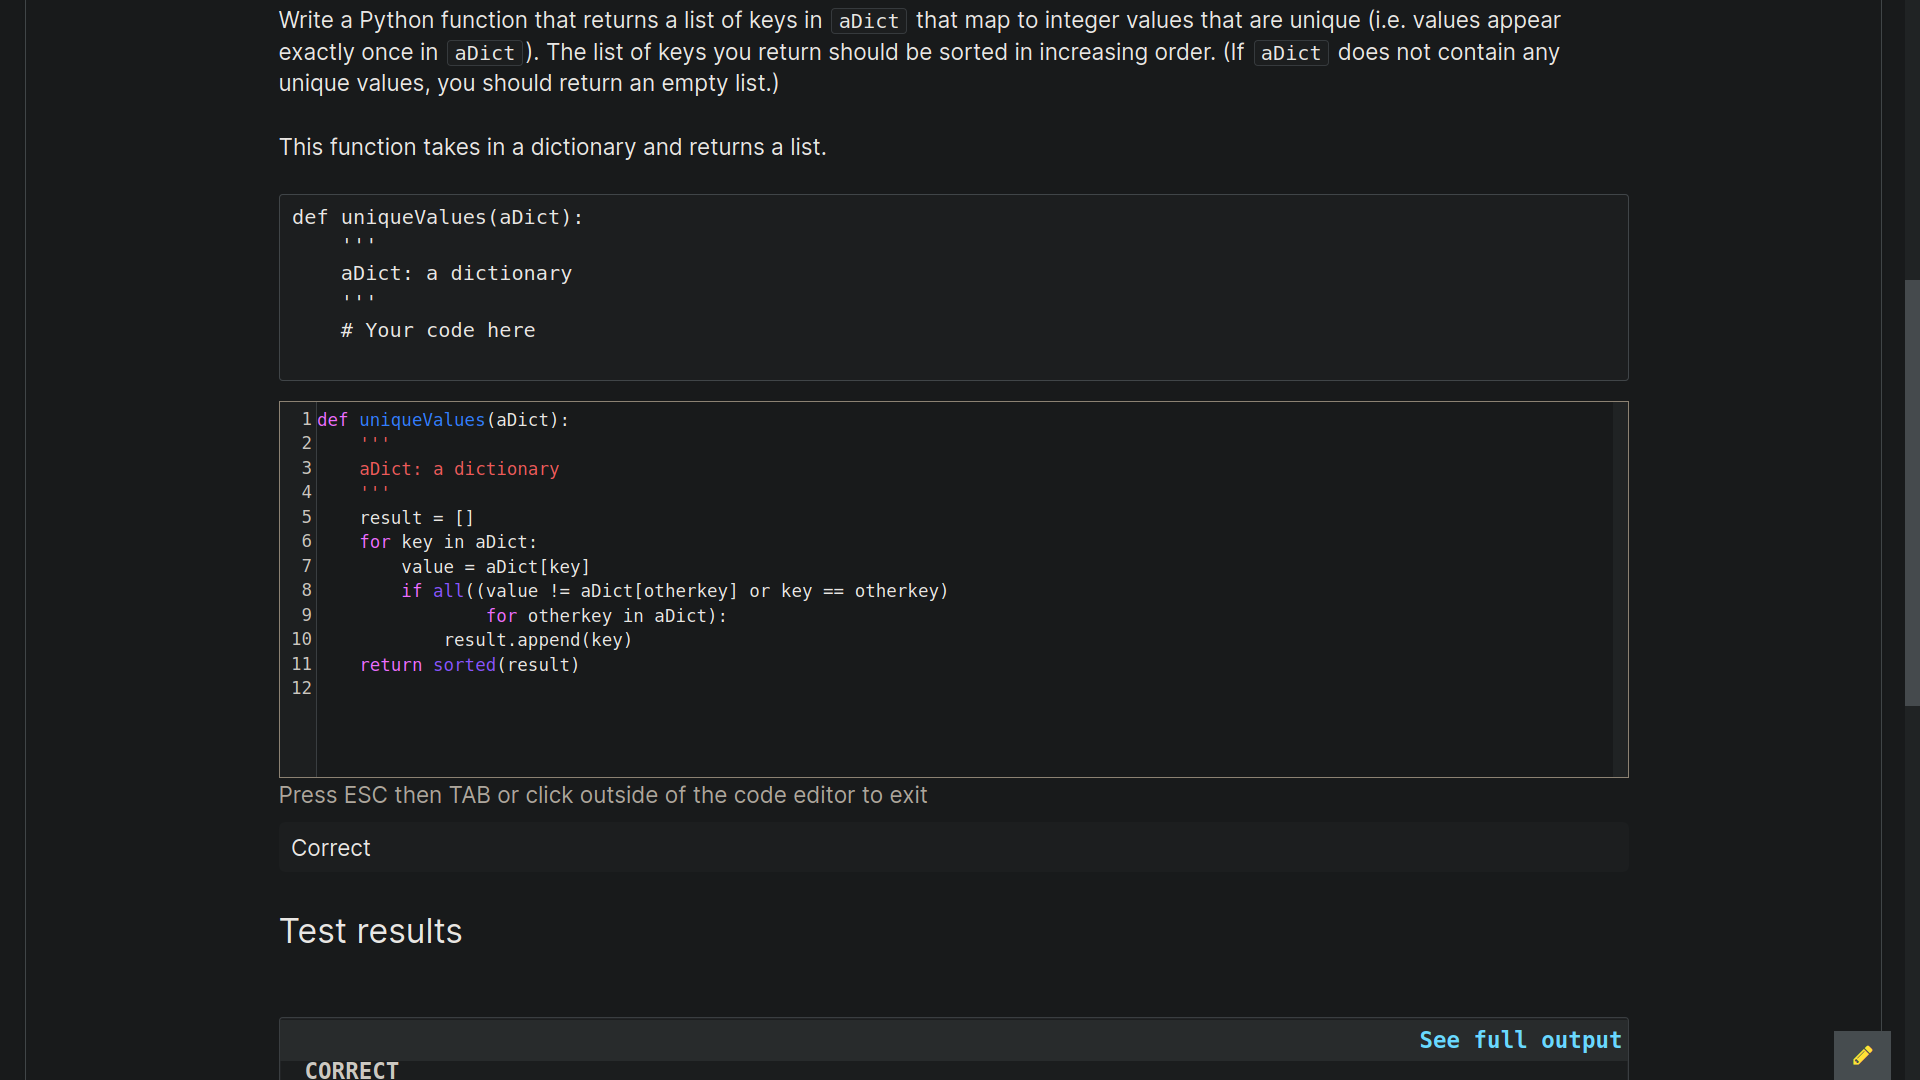 Write a Python function that returns a list of keys in aDict that map to integer values that are unique (i.e. values appear
exactly once in aDict ). The list of keys you return should be sorted in increasing order. (If aDict does not contain any
unique values, you should return an empty list.)
This function takes in a dictionary and returns a list.
def uniqueValues(aDict):
    '''
    aDict: a dictionary
    '''
    # Your code here
1 def uniqueValues(aDict):
2     '''
3     aDict: a dictionary
4     '''
5     result = []
6     for key in aDict:
7         value = aDict[key]
8         if all((value != aDict[otherkey] or key == otherkey)
9                 for otherkey in aDict):
10             result.append(key)
11     return sorted(result)
12
Press ESC then TAB or click outside of the code editor to exit
Correct
Test results
See full output
CORRECT